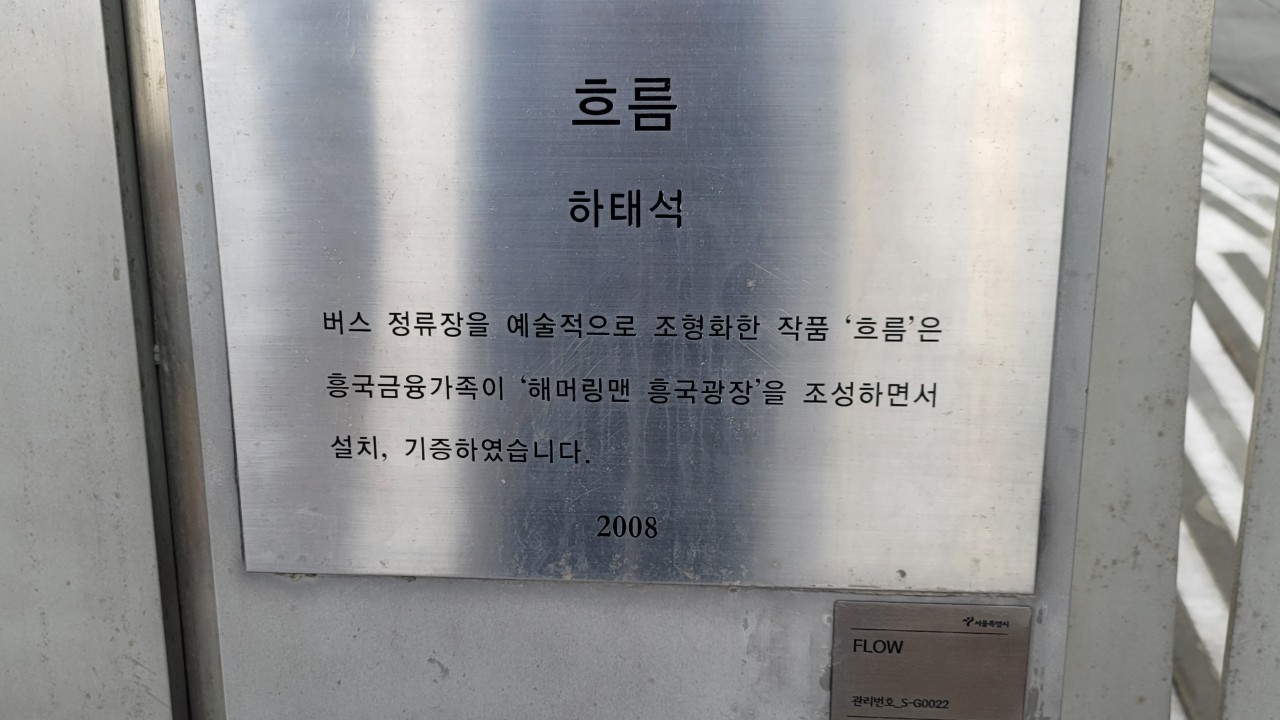 흐름
하태석
버스 정류장을 예술적으로 조형화한 작품 ‘흐름’은
흥국금융가족이 ‘해머링맨 흥국광장’을 조성하면서
설치, 기증하였습니다.
2008
서울특별시
FLOW
관리번호_S-G0022